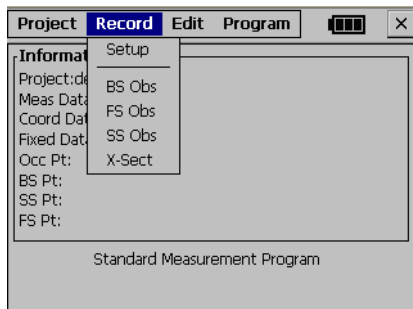 Project Record Edit Program
Setup
BS Obs
FS Obs
SS Obs
X-Sect
Informat
Project:de
Meas Data
Coord Dat
Fixed Data
Occ Pt:
BS Pt:
SS Pt:
FS Pt:
Standard Measurement Program